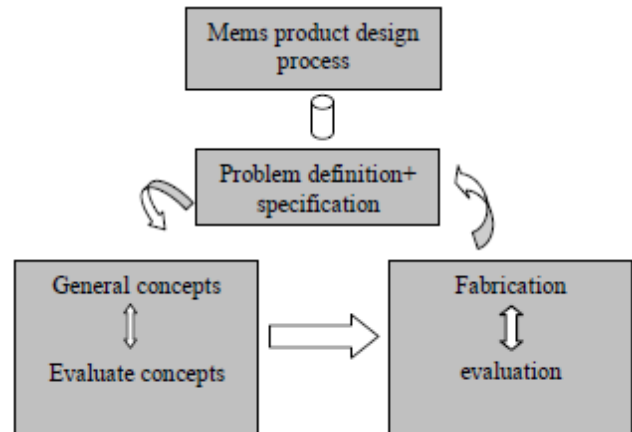 Mems product design
process
Problem definition+
specification
General concepts
Evaluate concepts
Fabrication
evaluation